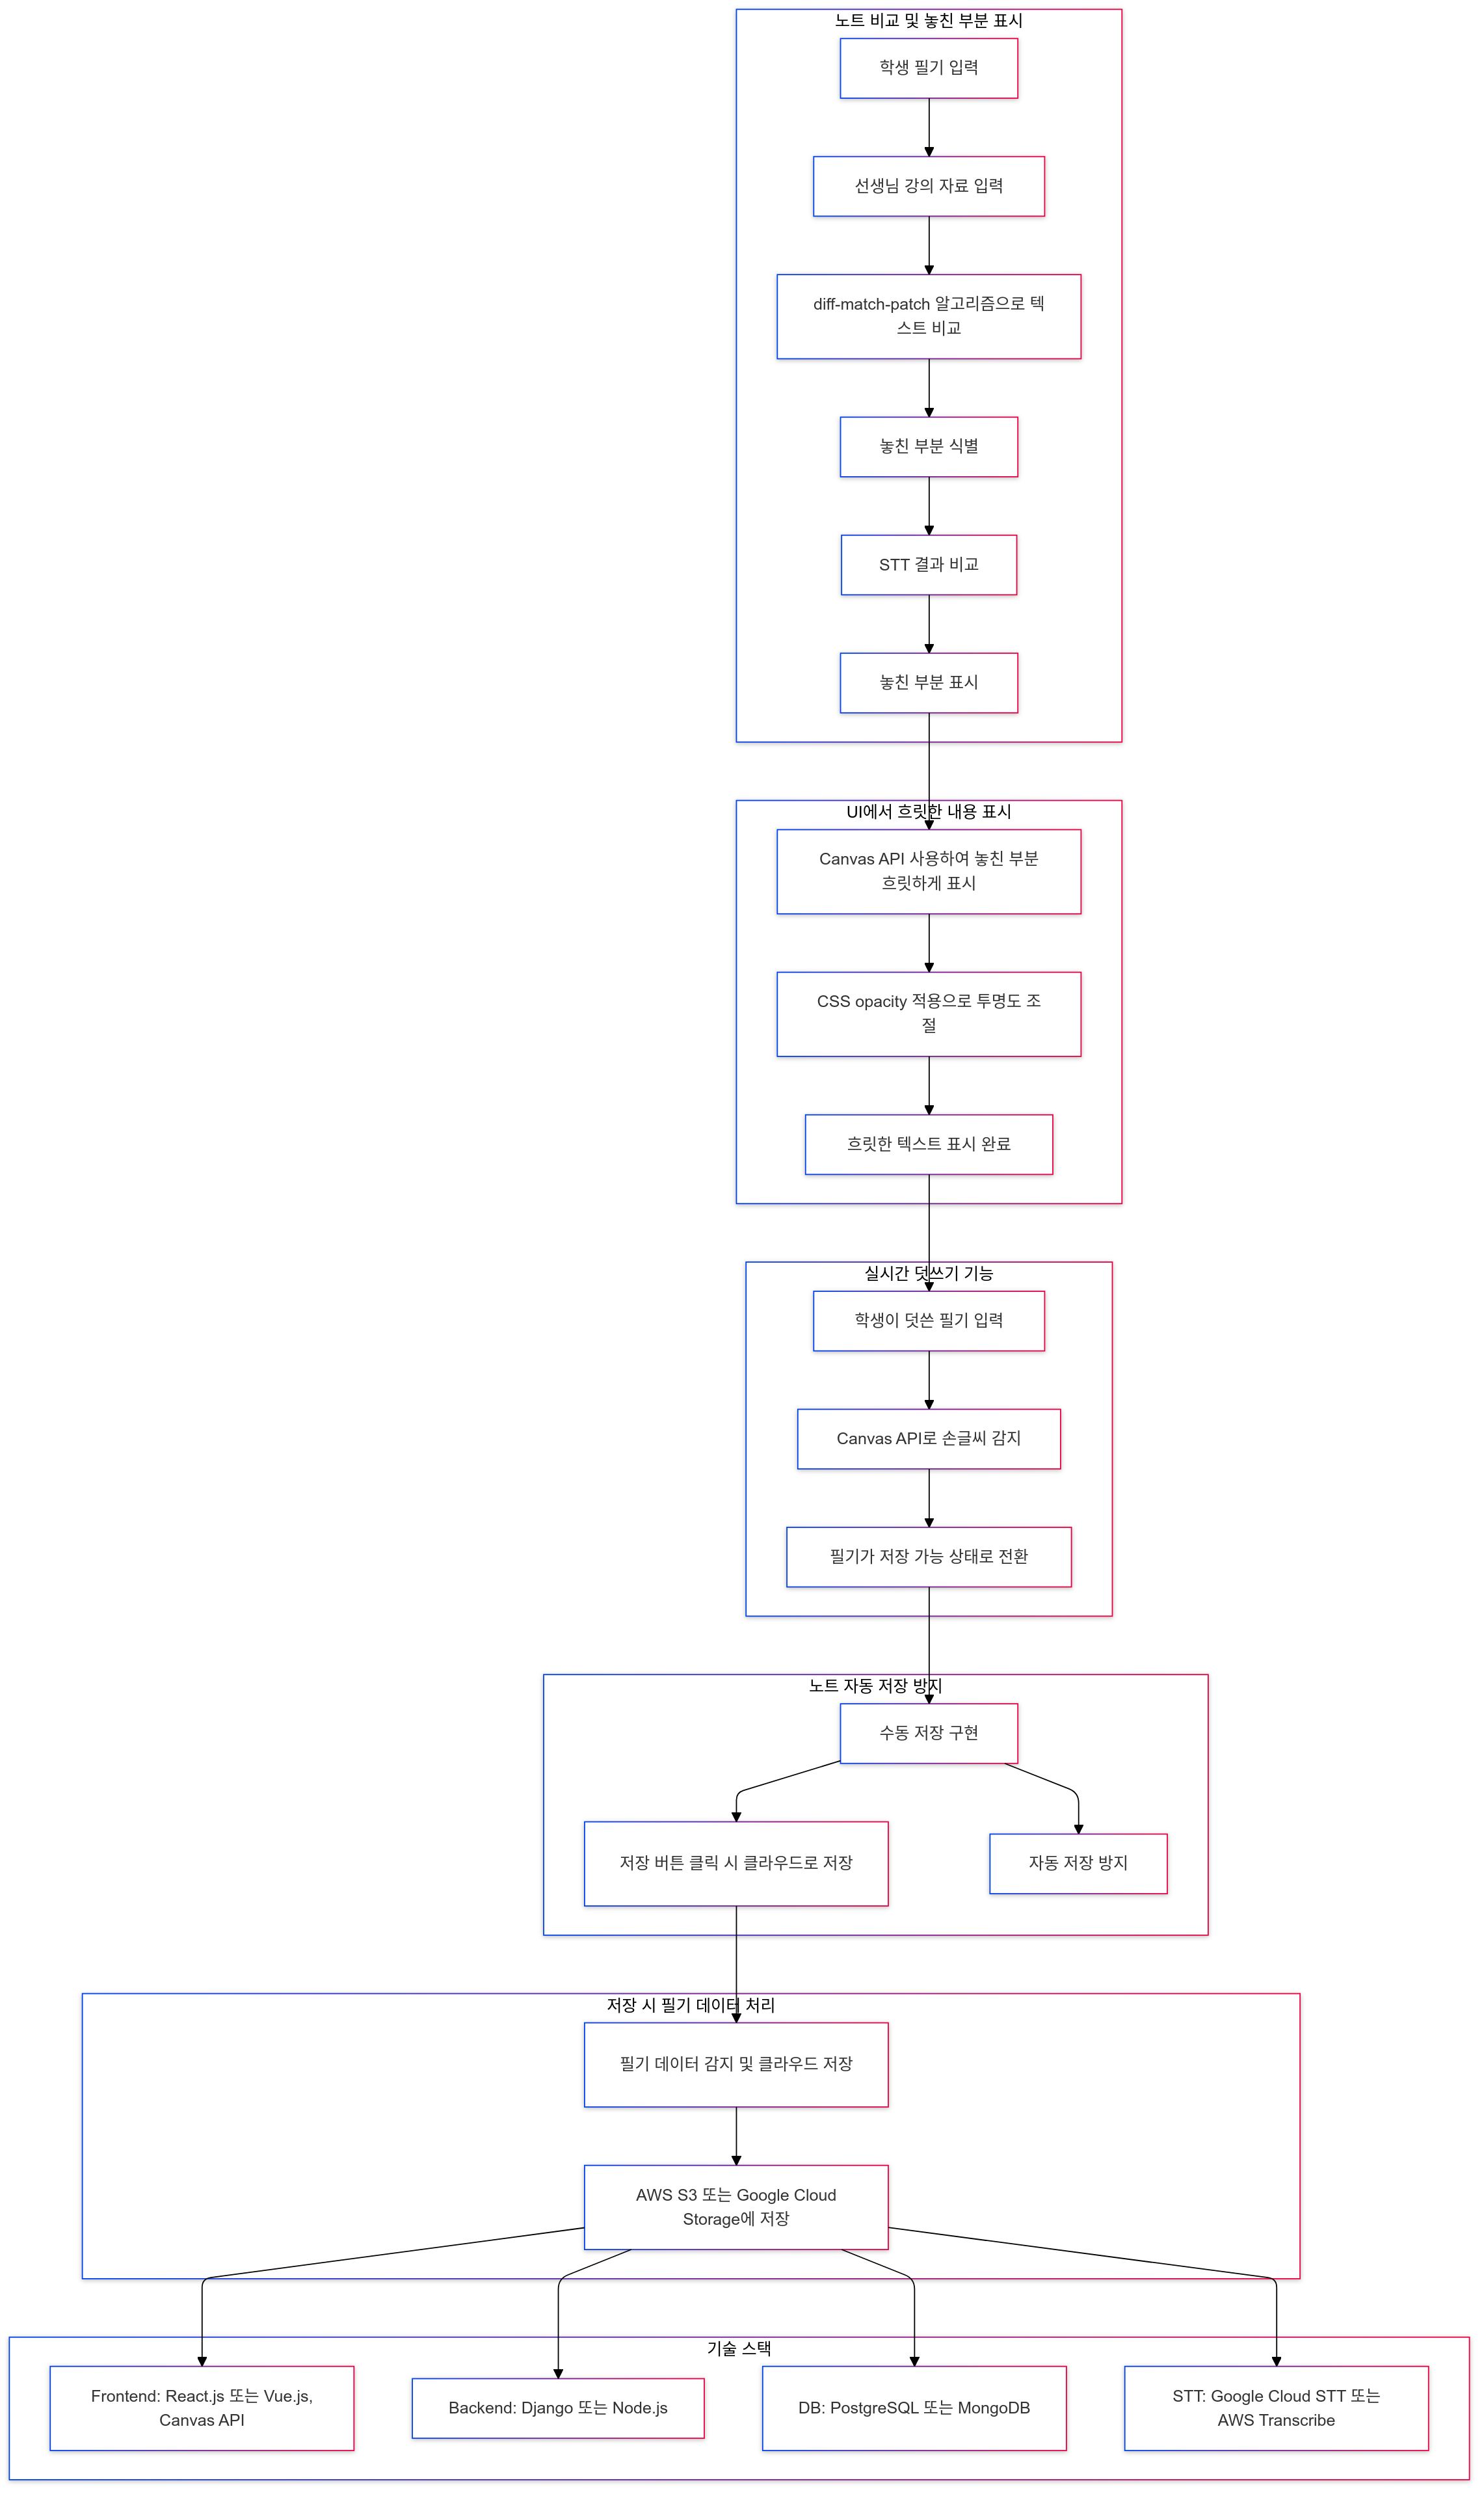 노트 비교 및 놓친 부분 표시
학생 필기 입력
선생님 강의 자료 입력
diff-match-patch 알고리즘으로 텍
스트 비교
놓친 부분 식별
STT 결과 비교
놓친 부분 표시
UI에서 흐릿한 내용 표시
Canvas API 사용하여 놓친 부분
흐릿하게 표시
CSS opacity 적용으로 투명도 조
절
흐릿한 텍스트 표시 완료
실시간 덧쓰기 기능
학생이 덧쓴 필기 입력
Canvas API로 손글씨 감지
필기가 저장 가능 상태로 전환
노트 자동 저장 방지
수동 저장 구현
저장 버튼 클릭 시 클라우드로 저장
자동 저장 방지
저장 시 필기 데이터 처리
필기 데이터 감지 및 클라우드 저장
AWS S3 또는 Google Cloud
Storage에 저장
기술 스택
Frontend: React.js 또는 Vue.js,
Canvas API
Backend: Django 또는 Node.js
DB: PostgreSQL 또는 MongoDB
STT: Google Cloud STT 또는
AWS Transcribe